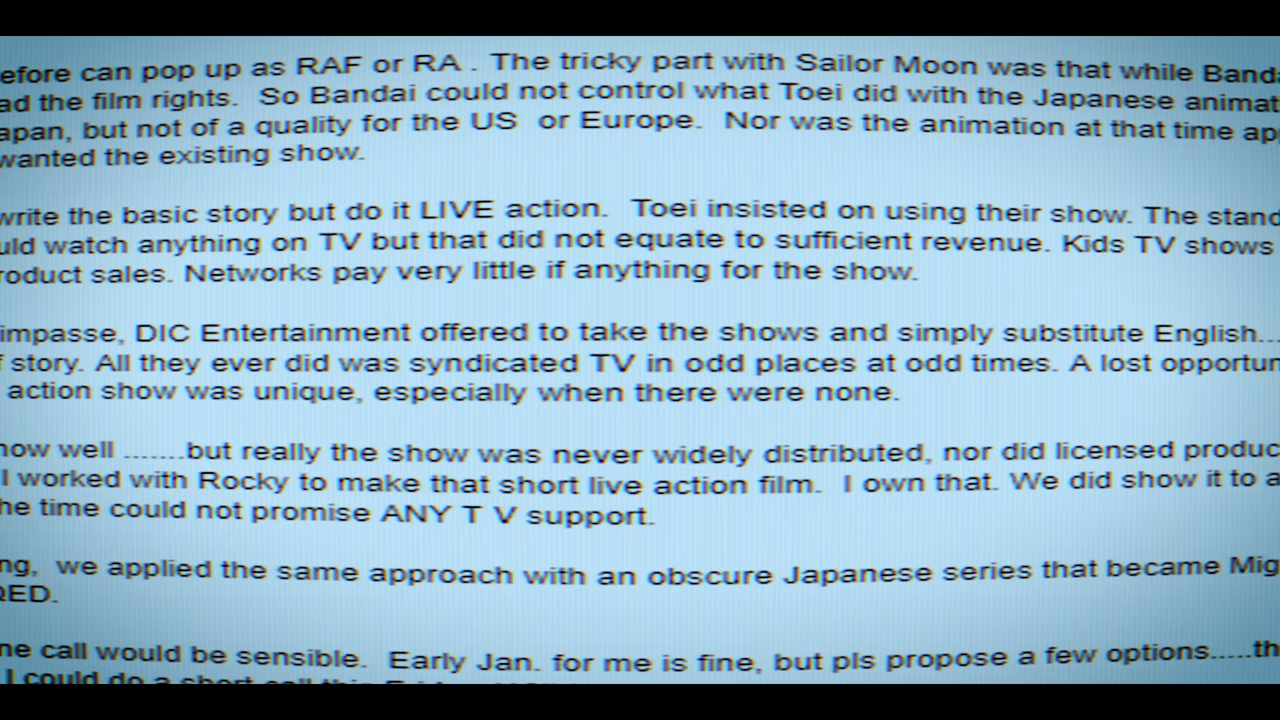 efore can pop up as RAF or RA . The tricky part with Sailor Moon was that while Banda
ad the film rights. So Bandai could not control what Toei did with the Japanese animat
apan, but not of a quality for the US or Europe. Nor was the animation at that time ap
wanted the existing show.
write the basic story but do it LIVE action. Toei insisted on using their show. The stand
uld watch anything on TV but that did not equate to sufficient revenue. Kids TV shows
roduct sales. Networks pay very little if anything for the show.
impasse, DIC Entertainment offered to take the shows and simply substitute English...
f story. All they ever did was syndicated TV in odd places at odd times. A lost opportun
action show was unique, especially when there were none.
now well .......but really the show was never widely distributed, nor did licensed produc
I worked with Rocky to make that short live action film. I own that. We did show it to a
he time could not promise ANY T V support.
ng, we applied the same approach with an obscure Japanese series that became Mig
QED.
ne call would be sensible. Early Jan. for me is fine, but pls propose a few options.....th
I could do a short call this